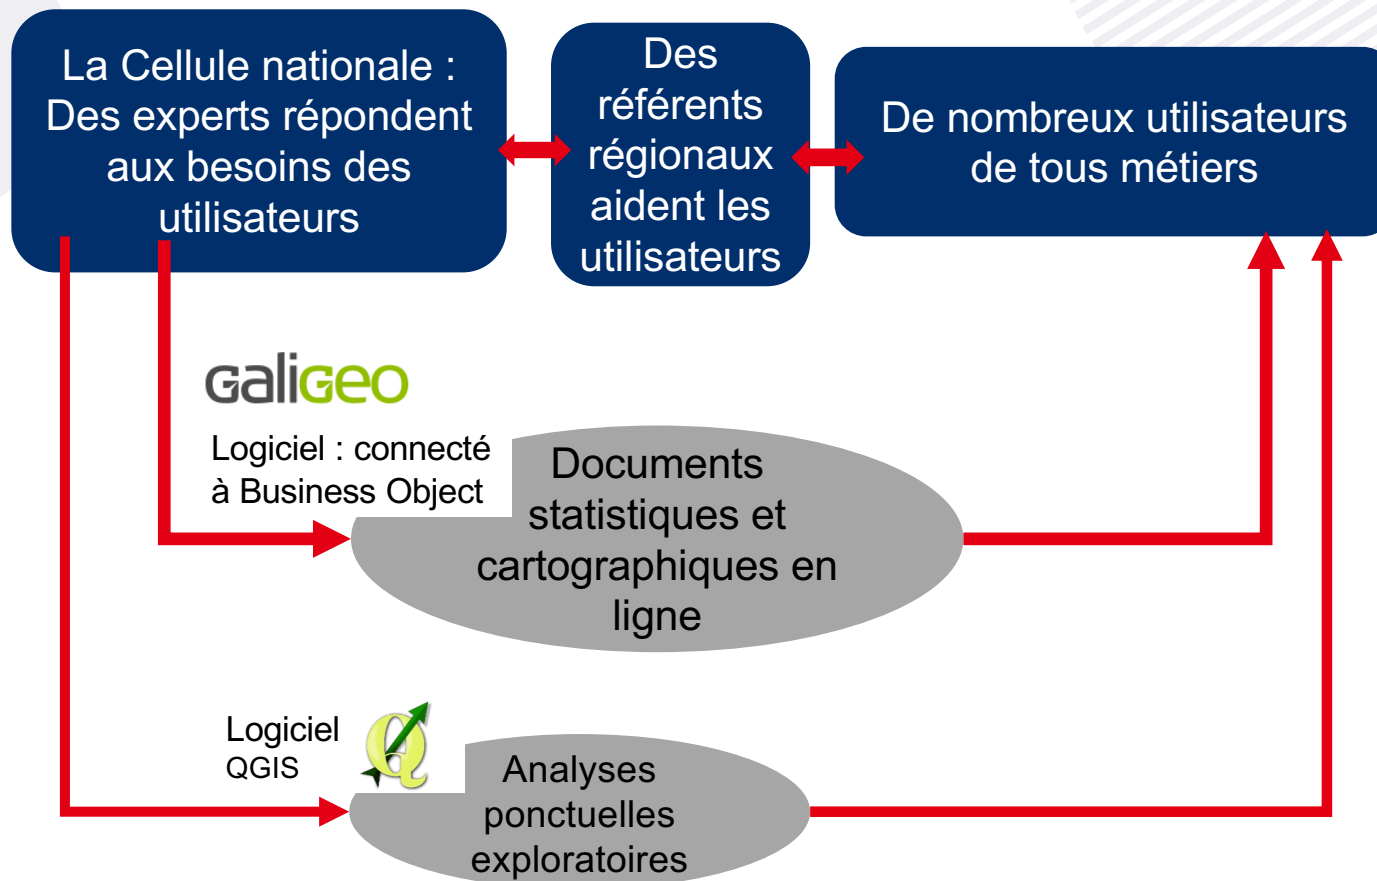 La Cellule nationale :
Des experts répondent
aux besoins des
utilisateurs
Des
référents
régionaux
aident les
utilisateurs
De nombreux utilisateurs
de tous métiers
Galigeo
Logiciel : connecté
à Business Object
Documents
statistiques et
cartographiques en
ligne
Logiciel
QGIS
Q
Analyses
ponctuelles
exploratoires